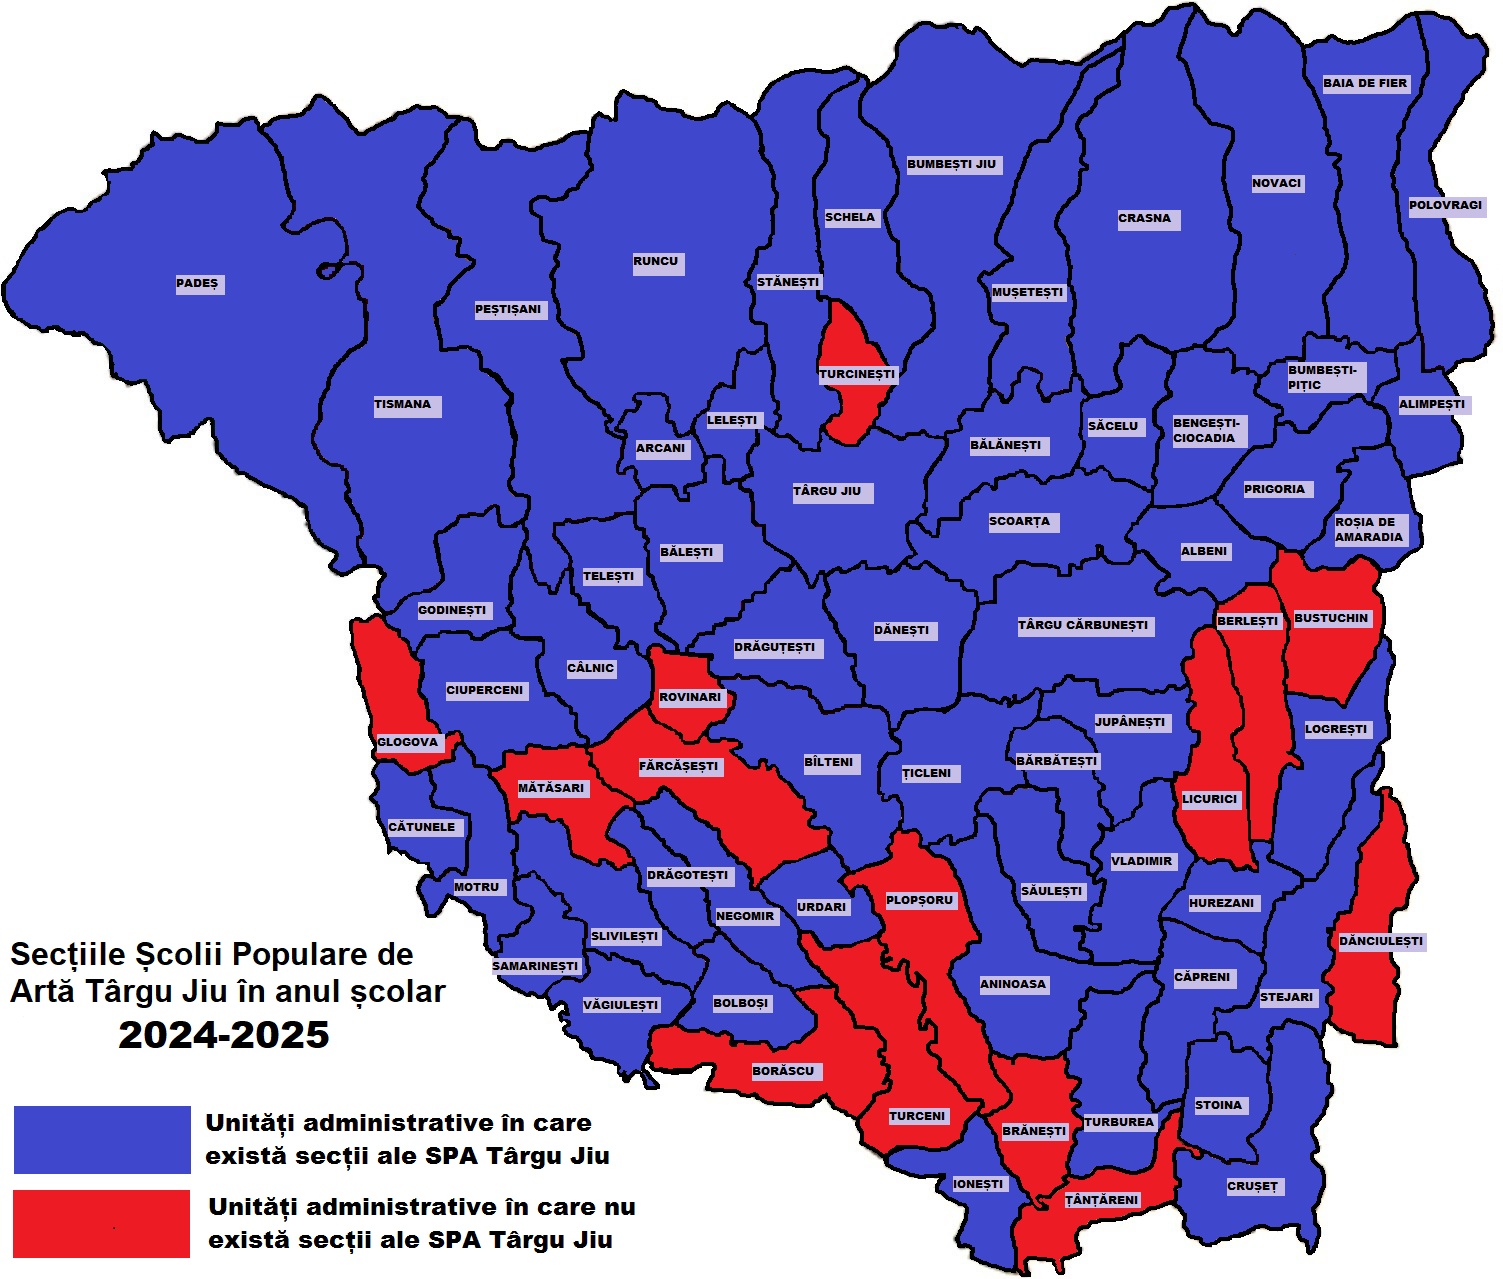 BAIA DE FIER
BUMBEȘTI JIU
NOVACI
POLOVRAGI
SCHELA
CRASNA
RUNCU
PADEȘ
STĂNEȘTI
MUȘETEȘTI
PEȘTIȘANI
TURCINEȘTI
BUMBEȘTI-
PIȚIC
TISMANA
ALIMPEȘTI
LELEȘTI
SĂCELU
BENGEȘTI-
CIOCADIA
ARCANI
BĂLĂNEȘTI
TÂRGU JIU
PRIGORIA
SCOARȚA
ROȘIA DE
AMARADIA
BĂLEȘTI
ALBENI
TELEȘTI
GODINEȘTI
DRĂGUȚEȘTI
DĂNEȘTI
TÂRGU CĂRBUNEȘTI
BERLEȘTI
BUSTUCHIN
CÂLNIC
CIUPERCENI
ROVINARI
JUPÂNEȘTI
LOGREȘTI
GLOGOVA
FĂRCĂȘEȘTI
BÎLTENI
ȚICLENI
BĂRBĂTEȘTI
MĂTĂSARI
LICURICI
CĂTUNELE
VLADIMIR
MOTRU
DRĂGOTEȘTI
SĂULEȘTI
PLOPȘORU
HUREZANI
URDARI
NEGOMIR
SLIVILEȘTI
DĂNCIULEȘTI
Secțiile Școlii Populare de
Artă Târgu Jiu în anul școlar
2024-2025
SAMARINEȘTI
VĂGIULEȘTI
BOLBOȘI
ANINOASA
CĂPRENI
STEJARI
BORĂSCU
TURCENI
BRĂNEȘTI
TURBUREA
STOINA
IONEȘTI
ȚÂNȚĂRENI
CRUȘEȚ
Unități administrative în care
există secții ale SPA Târgu Jiu
Unități administrative în care nu
există secții ale SPA Târgu Jiu